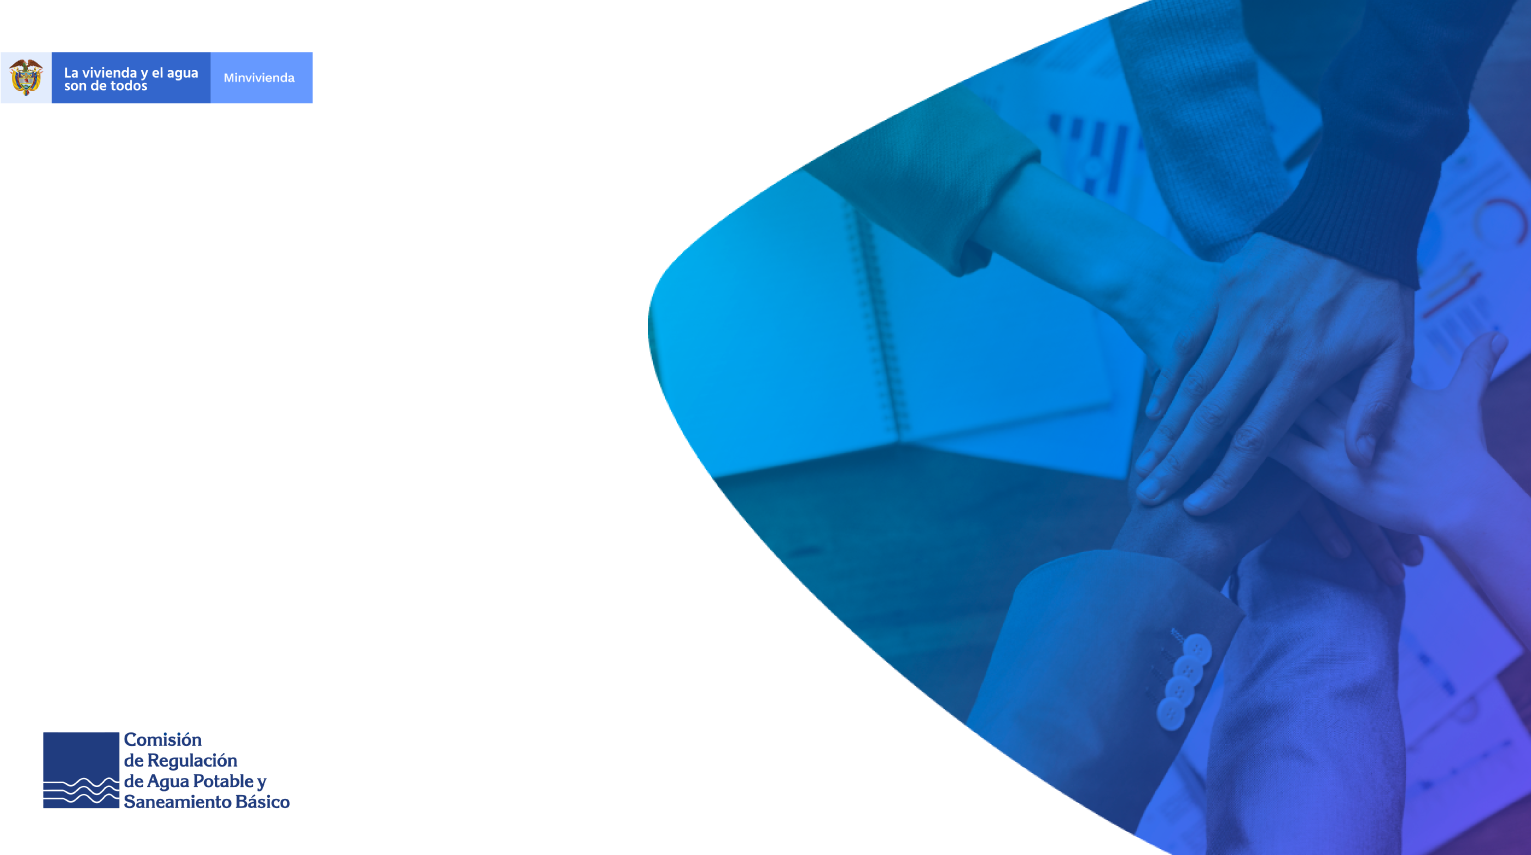 La vivienda y el agua
son de todos
Minvivienda
Comisión
de Regulación
de Agua Potable y
Saneamiento Básico